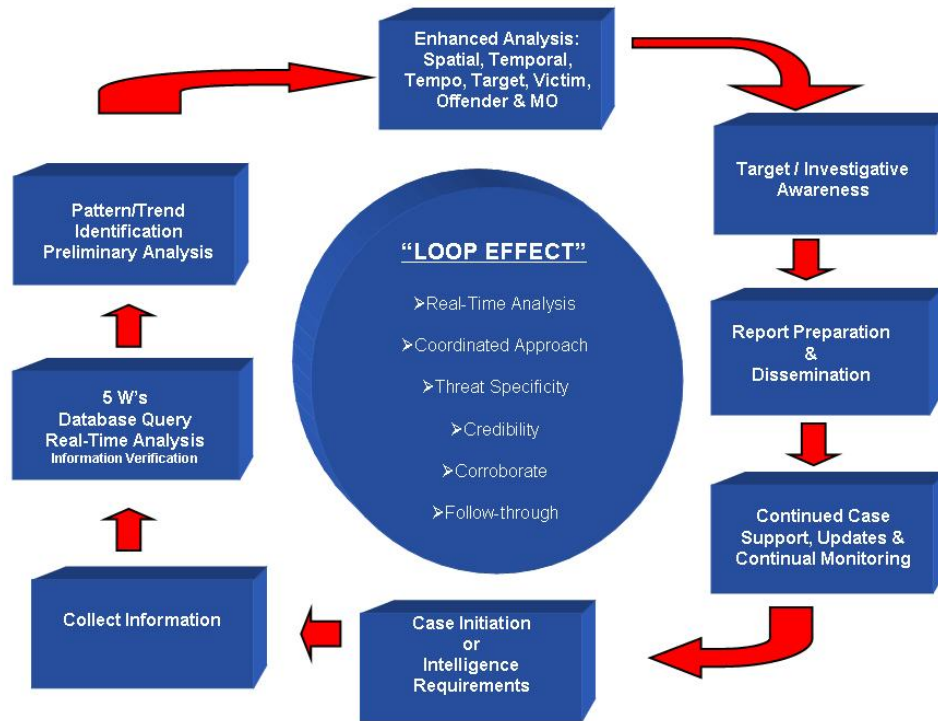 Enhanced Analysis:
Spatial, Temporal,
Tempo, Target, Victim,
Offender & MO
Target / Investigative
Awareness
Report Preparation
&
Dissemination
Continued Case
Support, Updates &
Continual Monitoring
Case Initiation
or
Intelligence
Requirements
Collect Information
5 W's
Database Query
Real-Time Analysis
Information Verification
Pattern/Trend
Identification
Preliminary Analysis
“LOOP EFFECT”
➢Real-Time Analysis
➢Coordinated Approach
➢Threat Specificity
➢Credibility
➢Corroborate
➢Follow-through